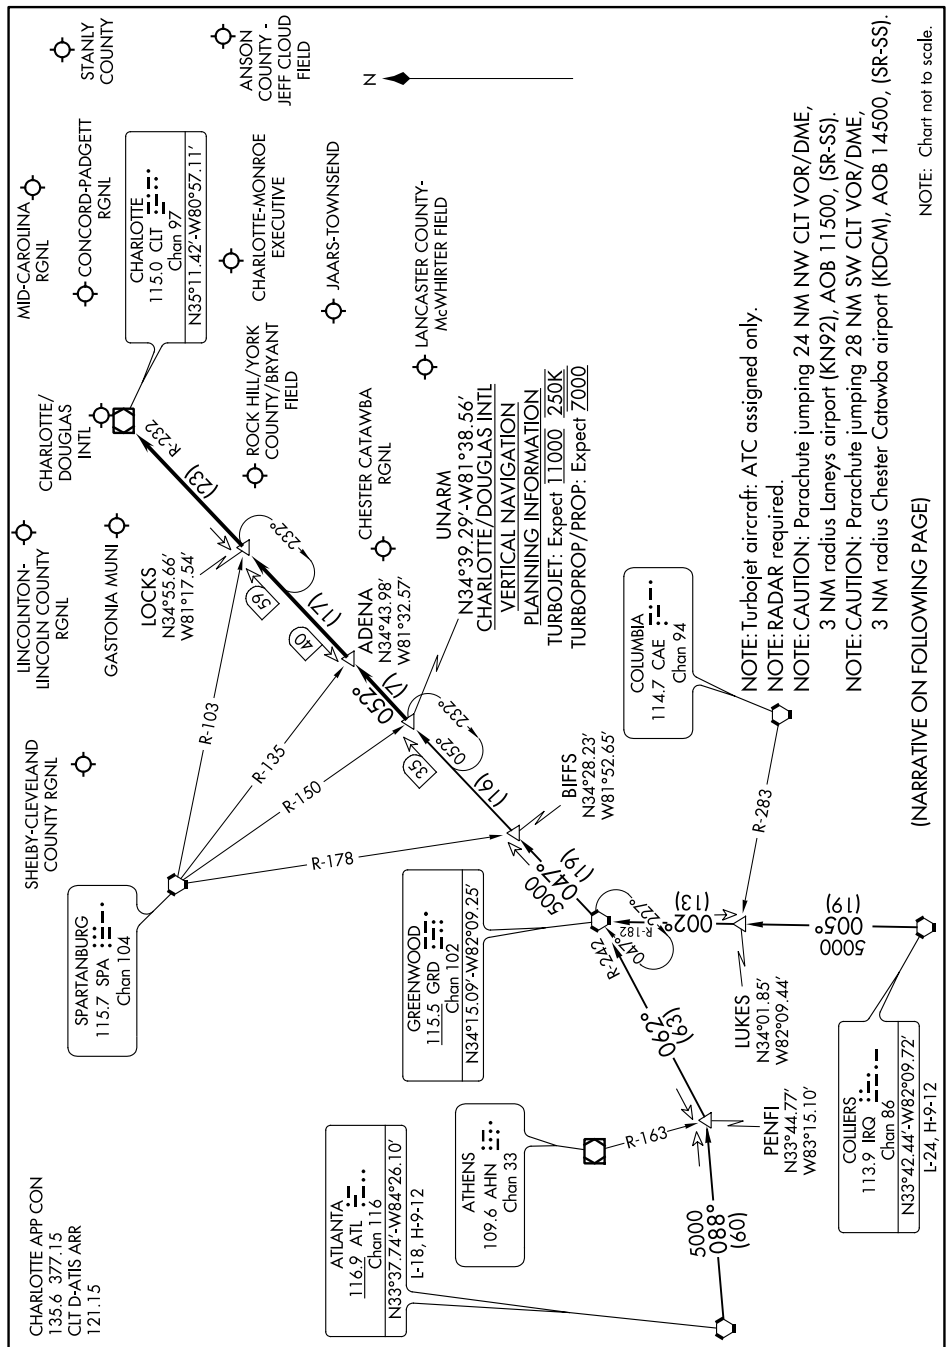 CHARLOTTE APP CON
135.6 377.15
CLT D-ATIS ARR
121.15
SHELBY-CLEVELAND
COUNTY RGNL
LINCOLNTON-
LINCOLN COUNTY
RGNL
GASTONIA MUNI
CHARLOTTE/
DOUGLAS
INTL
MID-CAROLINA
RGNL
CONCORD-PADGETT
RGNL
STANLY
COUNTY
CHARLOTTE
115.0 CLT
Chan 97
N35°11.42'-W80°57.11'
ANSON
COUNTY -
JEFF CLOUD
FIELD
CHARLOTTE-MONROE
EXECUTIVE
JAARS-TOWNSEND
LANCASTER COUNTY-
McWHIRTER FIELD
ROCK HILL/YORK
COUNTY/BRYANT
FIELD
CHESTER CATAWBA
RGNL
N
SPARTANBURG
115.7 SPA
Chan 104
R-103
R-135
R-150
R-178
LOCKS
N34°55.66'
W81°17.54'
R-232
(23)
232°
59
(17)
40
ADENA
N34°43.98'
W81°32.57'
052°
(7)
35
232°
052°
UNARM
N34°39.29'-W81°38.56'
CHARLOTTE/DOUGLAS INTL
VERTICAL NAVIGATION
PLANNING INFORMATION
TURBOJET: Expect 11000 250K
TURBOPROP/PROP: Expect 7000
(16)
BIFFS
N34°28.23'
W81°52.65'
5000
047°
(19)
GREENWOOD
115.5 GRD
Chan 102
N34°15.09'-W82°09.25'
R-242
227°
047°
R-182
062°
(63)
002°
(13)
COLUMBIA
114.7 CAE
Chan 94
R-283
LUKES
N34°01.85'
W82°09.44'
5000
005°
(19)
COLLIERS
113.9 IRQ
Chan 86
N33°42.44'-W82°09.72'
L-24, H-9-12
ATLANTA
116.9 ATL
Chan 116
N33°37.74'-W84°26.10'
L-18, H-9-12
ATHENS
109.6 AHN
Chan 33
R-163
PENFI
N33°44.77'
W83°15.10'
5000
088°
(60)
NOTE: Turbojet aircraft: ATC assigned only.
NOTE: RADAR required.
NOTE: CAUTION: Parachute jumping 24 NM NW CLT VOR/DME,
3 NM radius Laneys airport (KN92), AOB 11500, (SR-SS).
NOTE: CAUTION: Parachute jumping 28 NM SW CLT VOR/DME,
3 NM radius Chester Catawba airport (KDCM), AOB 14500, (SR-SS).
(NARRATIVE ON FOLLOWING PAGE)
NOTE: Chart not to scale.